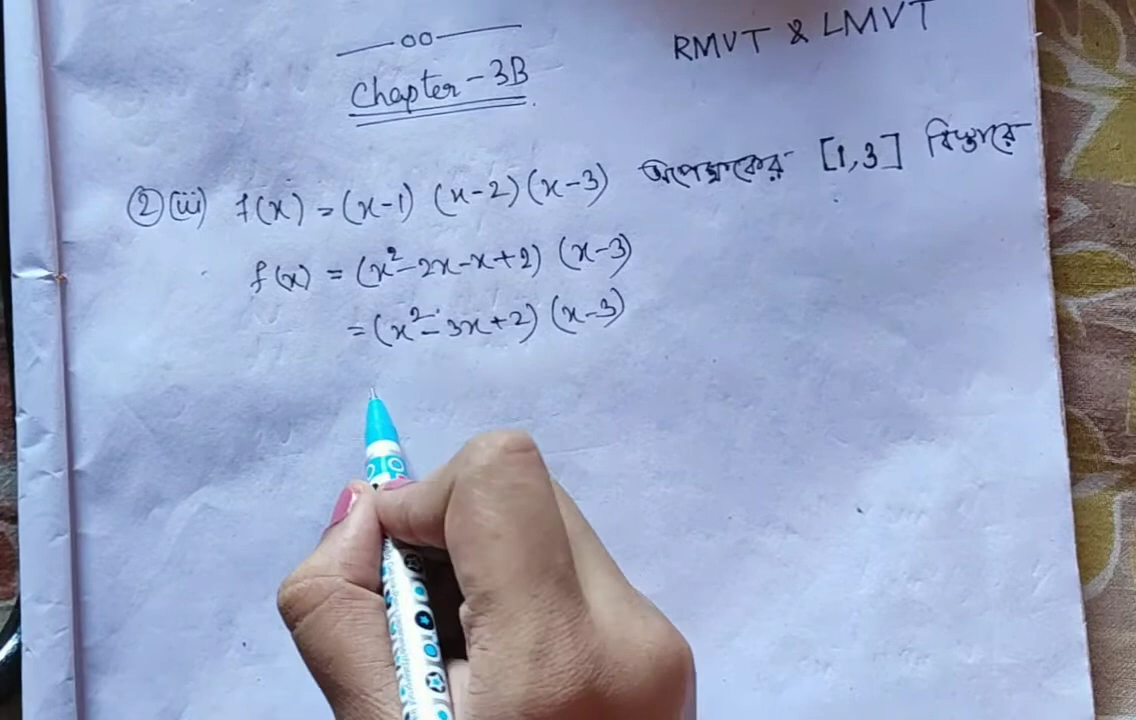 RMVT & LMVT
Chapter-3B
② (iii) f(x) = (x-1) (x-2) (x-3) অপেক্ষকের [1,3] বিস্তারে
f(x) = (x²-2x-x+2) (x-3)
= (x²-3x+2) (x-3)